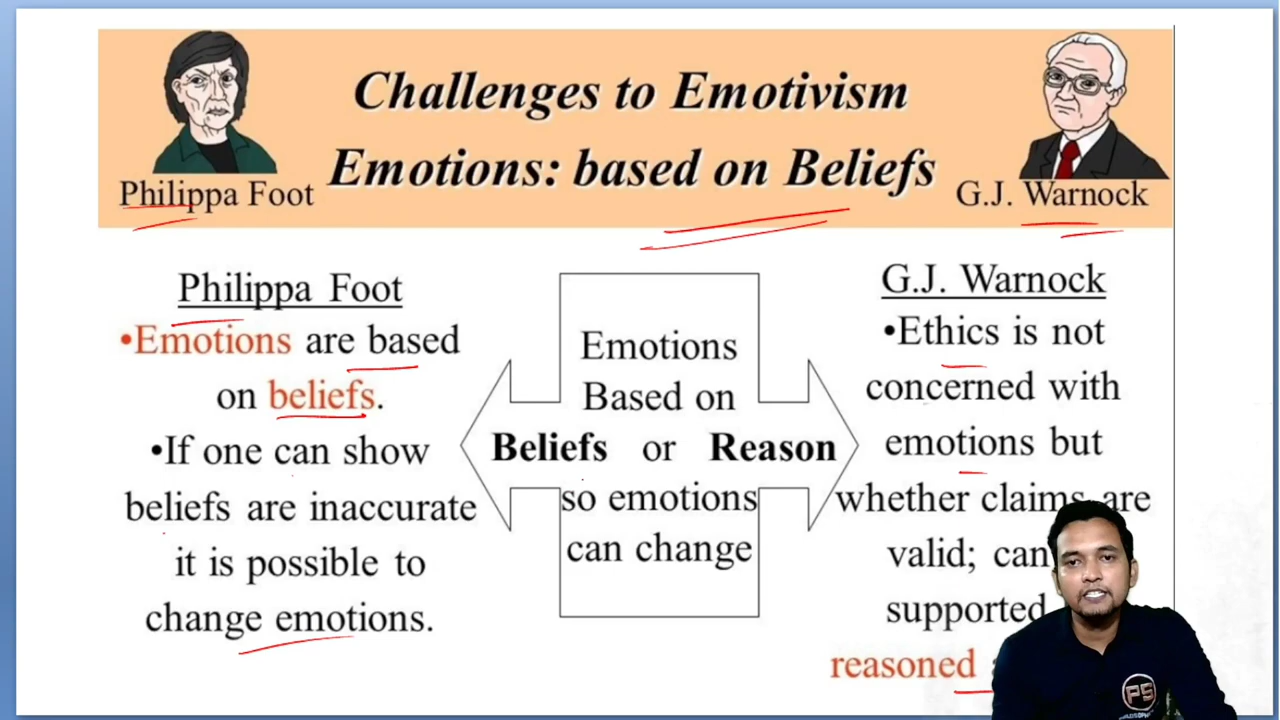 Challenges to Emotivism
Emotions: based on Beliefs
Philippa Foot
G.J. Warnock
Philippa Foot
•Emotions are based
on beliefs.
•If one can show
beliefs are inaccurate
it is possible to
change emotions.
Emotions
Based on
Beliefs or Reason
so emotions
can change
G.J. Warnock
•Ethics is not
concerned with
emotions but
whether claims are
valid; can
supported
reasoned
PS